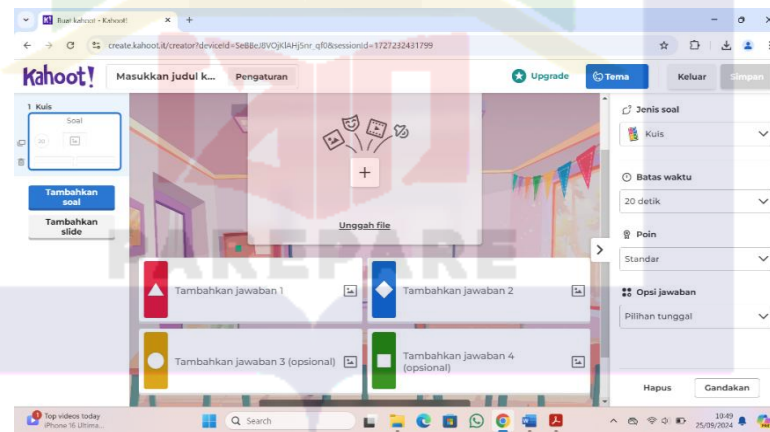 Buat kahoot - Kahoot!
create.kahoot.it/creator?deviceId=SeBBeJ8VOjKlAHj5nr_qf0&sessionId=1727232431799
Kahoot!
Masukkan judul k...
Pengaturan
Upgrade
Tema
Keluar
Simpan
1 Kuis
Soal
Tambahkan
soal
Tambahkan
slide
Unggah file
Tambahkan jawaban 1
Tambahkan jawaban 2
Tambahkan jawaban 3 (opsional)
Tambahkan jawaban 4
(opsional)
Jenis soal
Kuis
Batas waktu
20 detik
Poin
Standar
Opsi jawaban
Pilihan tunggal
Hapus
Gandakan
PAREPARE
Top videos today
iPhone 16 Ultima...
Search
10:49
25/09/2024